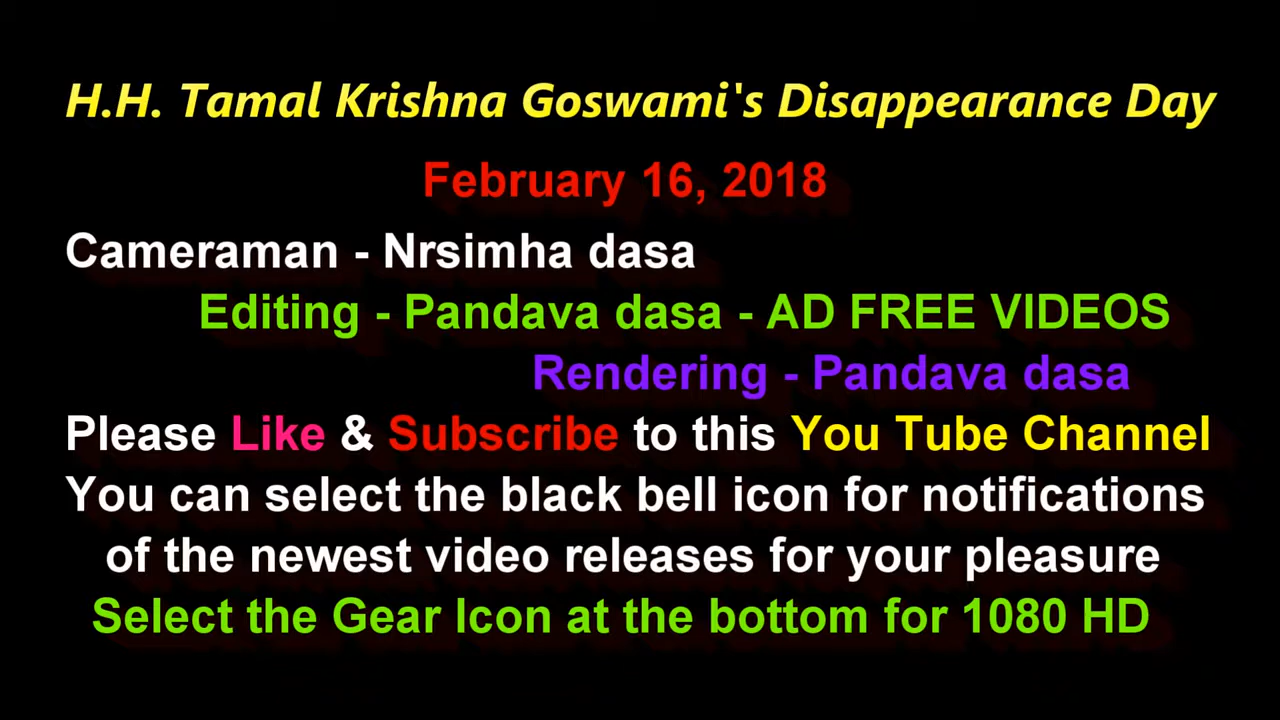 H.H. Tamal Krishna Goswami's Disappearance Day
February 16, 2018
Cameraman - Nrsimha dasa
Editing - Pandava dasa - AD FREE VIDEOS
Rendering - Pandava dasa
Please Like & Subscribe to this You Tube Channel
You can select the black bell icon for notifications
of the newest video releases for your pleasure
Select the Gear Icon at the bottom for 1080 HD